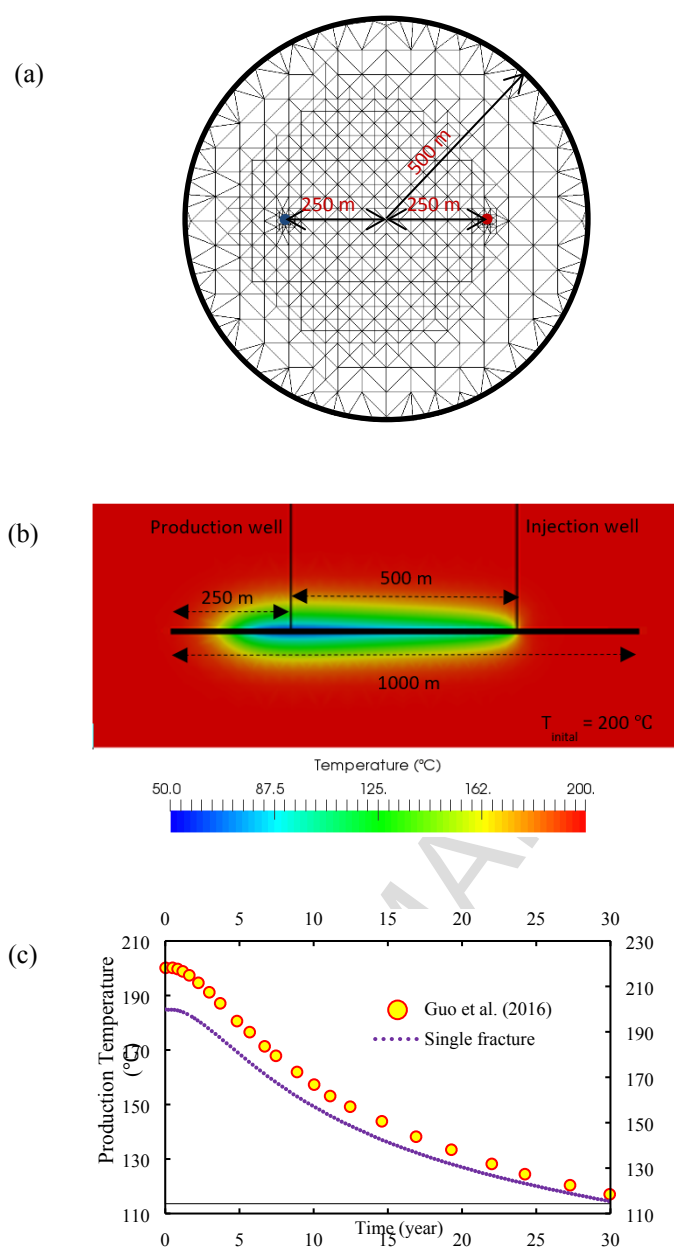 (a)
500 m
250 m
250 m
(b)
Production well
Injection well
500 m
250 m
1000 m
T inital = 200 °C
Temperature (°C)
50.0 87.5 125. 162. 200.
MA
(c)
0 5 10 15 20 25 30
210 230
190 210
170 190
150 170
130 150
110 130
110
Production Temperature
(°C)
Guo et al. (2016)
Single fracture
Time (year)
0 5 10 15 20 25 30